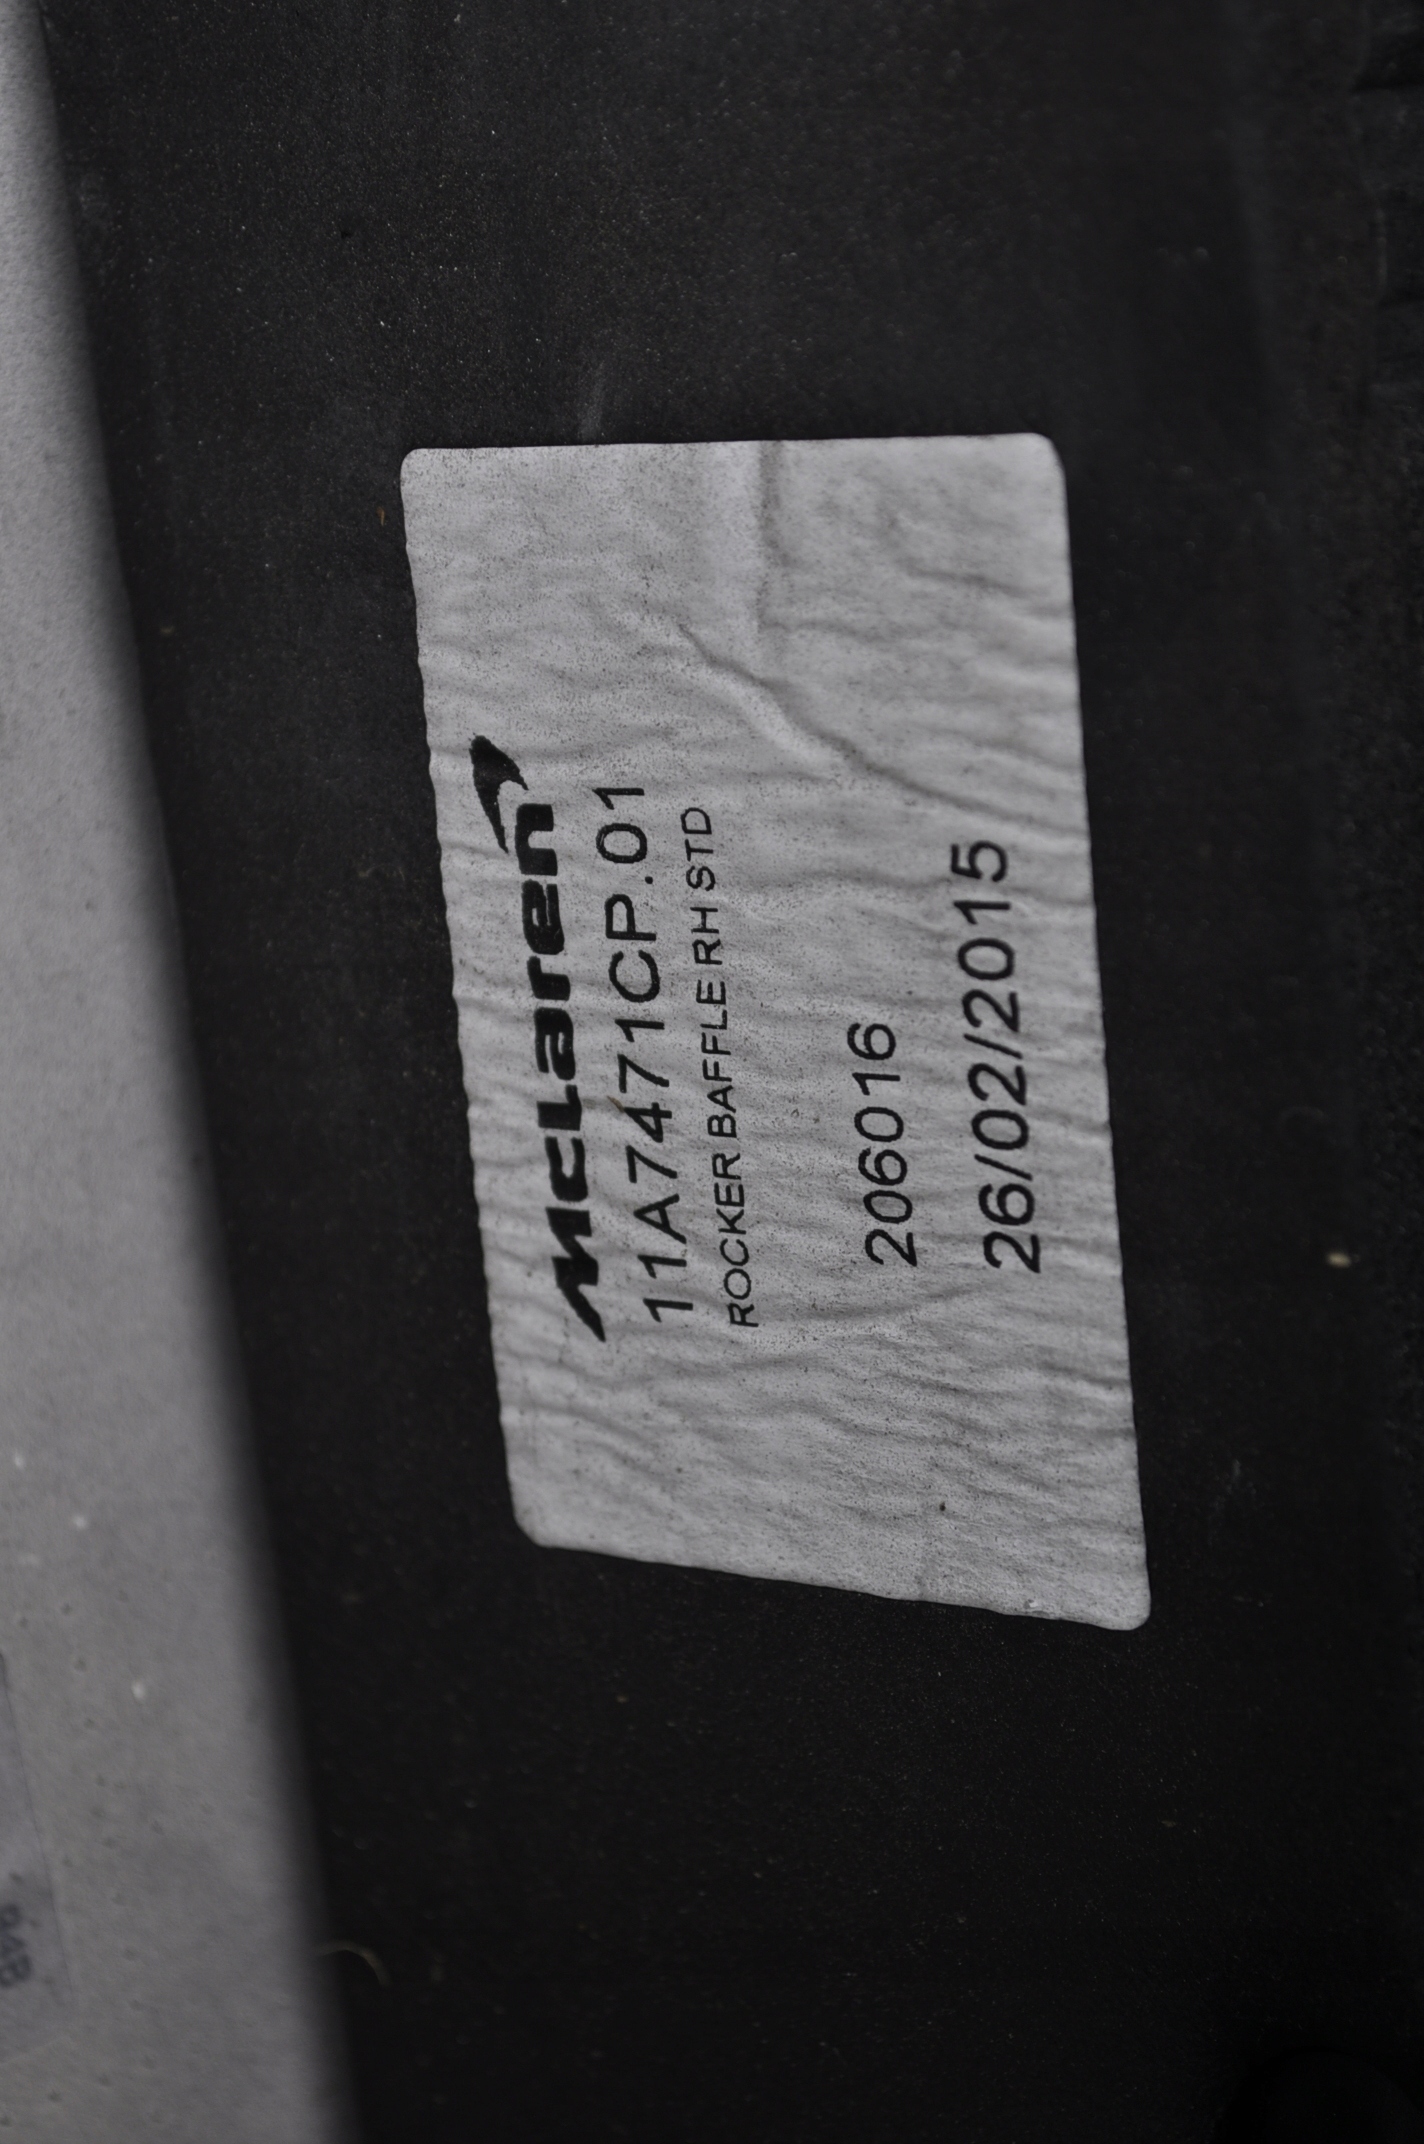 McLaren
11A7471CP.01
ROCKER BAFFLE RH STD
206016
26/02/2015